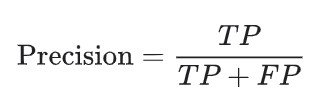 Precision = TP / TP + FP